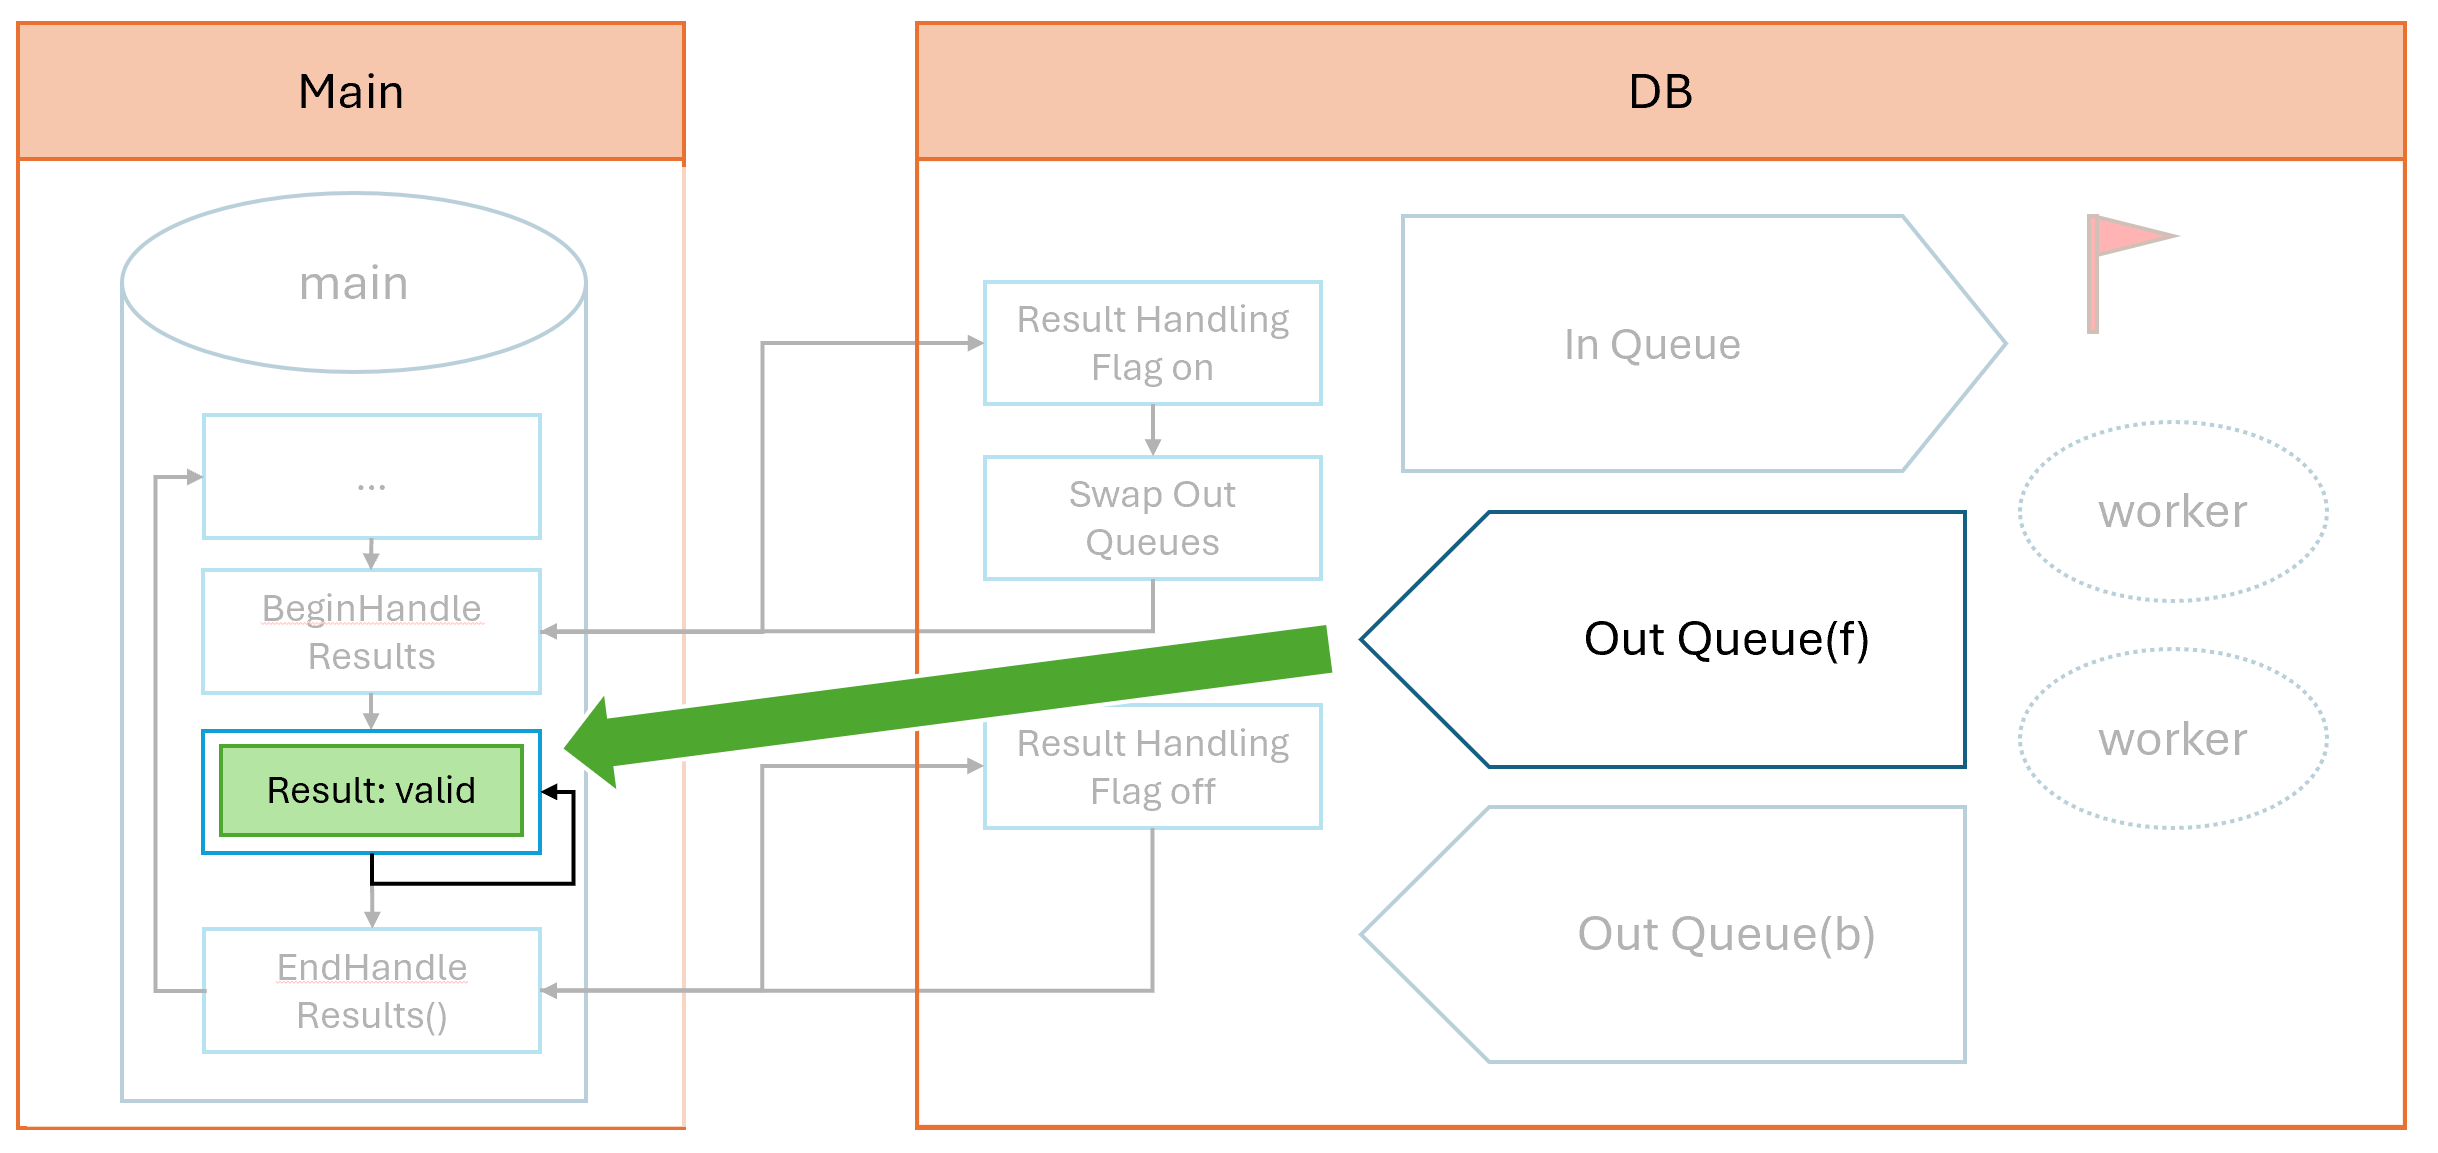 Main
DB
main
...
BeginHandle
Results
Result: valid
EndHandle
Results()
Result Handling
Flag on
Swap Out
Queues
Result Handling
Flag off
In Queue
Out Queue(f)
Out Queue(b)
worker
worker